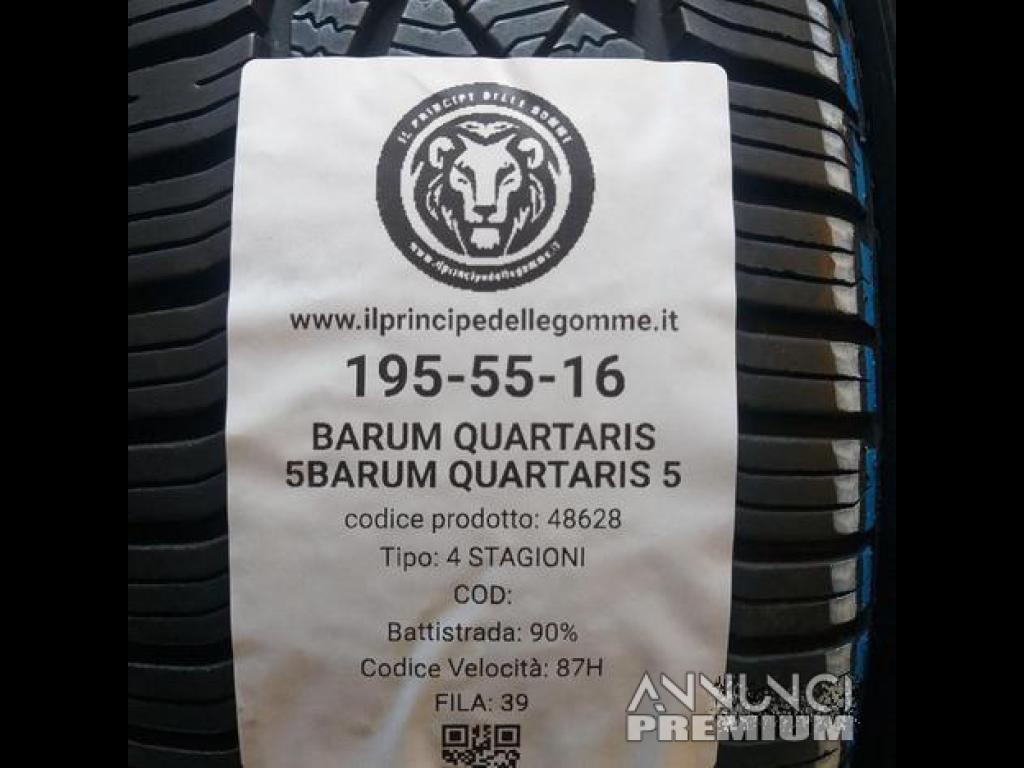 IL PRINCIPE DELLE GOMME
www.ilprincipedellegomme.it
www.ilprincipedellegomme.it
195-55-16
BARUM QUARTARIS
5BARUM QUARTARIS 5
codice prodotto: 48628
Tipo: 4 STAGIONI
COD:
Battistrada: 90%
Codice Velocità: 87H
FILA: 39
ANNUNCI
PREMIUM